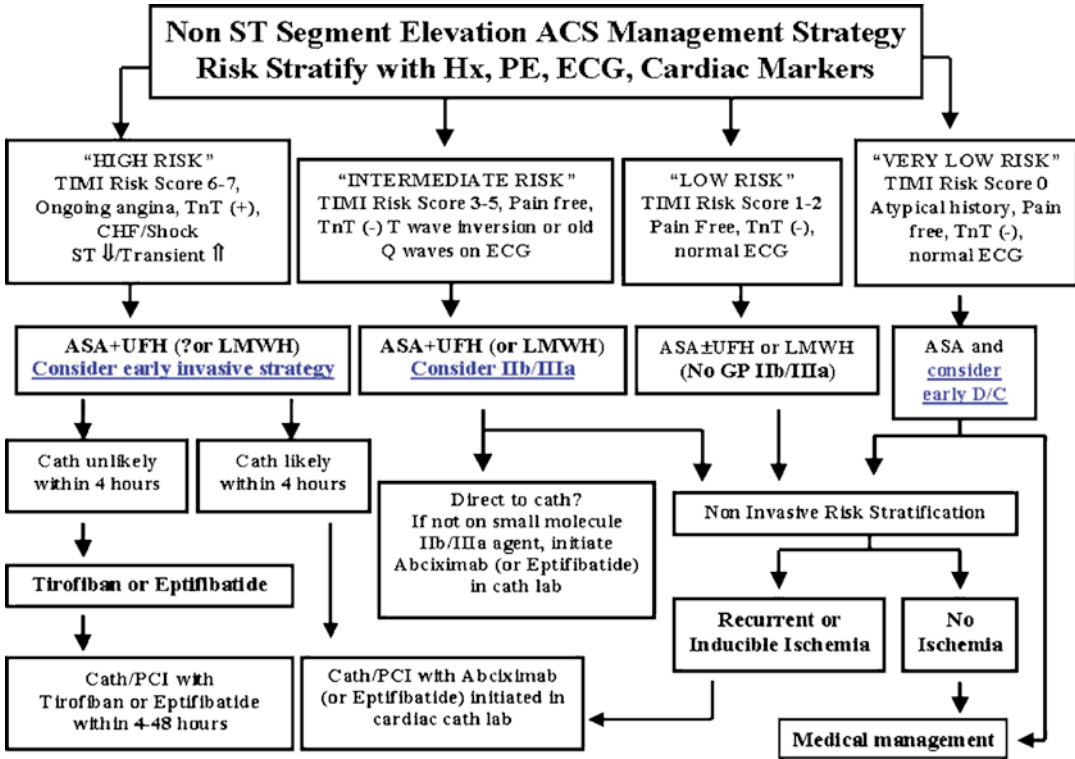 Non ST Segment Elevation ACS Management Strategy
Risk Stratify with Hx, PE, ECG, Cardiac Markers
“HIGH RISK”
TIMI Risk Score 6-7,
Ongoing angina, TnT (+),
CHF/Shock
ST ⇓/Transient ⇑
“INTERMEDIATE RISK”
TIMI Risk Score 3-5, Pain free,
TnT (-) T wave inversion or old
Q waves on ECG
“LOW RISK”
TIMI Risk Score 1-2
Pain Free, TnT (-),
normal ECG
“VERY LOW RISK”
TIMI Risk Score 0
Atypical history, Pain
free, TnT (-),
normal ECG
ASA+UFH (?or LMWH)
Consider early invasive strategy
ASA+UFH (or LMWH)
Consider IIb/IIIa
ASA±UFH or LMWH
(No GP IIb/IIIa)
ASA and
consider
early D/C
Cath unlikely
within 4 hours
Cath likely
within 4 hours
Direct to cath?
If not on small molecule
IIb/IIIa agent, initiate
Abciximab (or Eptifibatide)
in cath lab
Non Invasive Risk Stratification
Tirofiban or Eptifibatide
Recurrent or
Inducible Ischemia
No
Ischemia
Cath/PCI with
Tirofiban or Eptifibatide
within 4-48 hours
Cath/PCI with Abciximab
(or Eptifibatide) initiated in
cardiac cath lab
Medical management